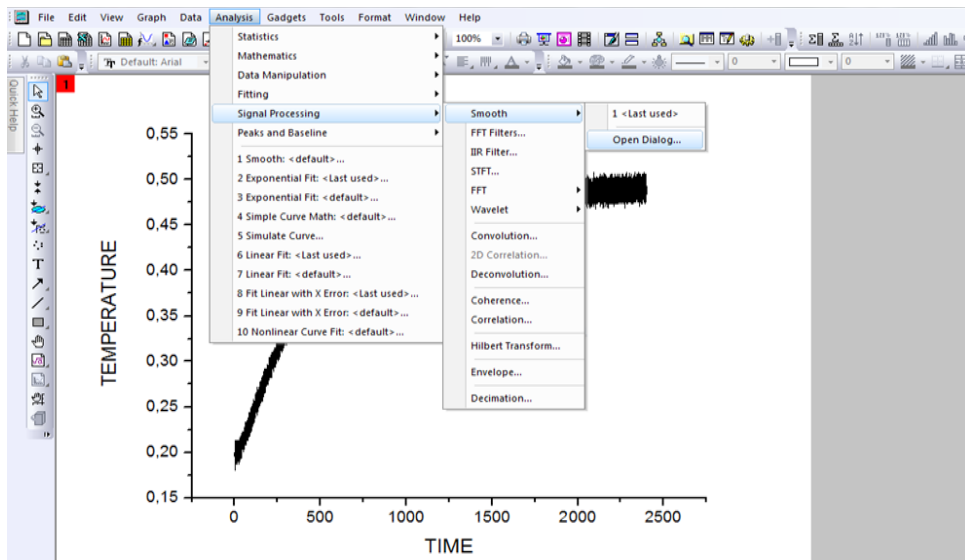 File Edit View Graph Data Analysis Gadgets Tools Format Window Help
100%
Default: Arial
0
0
Quick Help
1
Statistics
Mathematics
Data Manipulation
Fitting
Signal Processing
Peaks and Baseline
1 Smooth: <default>...
2 Exponential Fit: <Last used>...
3 Exponential Fit: <default>...
4 Simple Curve Math: <default>...
5 Simulate Curve...
6 Linear Fit: <Last used>...
7 Linear Fit: <default>...
8 Fit Linear with X Error: <Last used>...
9 Fit Linear with X Error: <default>...
10 Nonlinear Curve Fit: <default>...
Smooth
FFT Filters...
IIR Filter...
STFT...
FFT
Wavelet
Convolution...
2D Correlation...
Deconvolution...
Coherence...
Correlation...
Hilbert Transform...
Envelope...
Decimation...
1 <Last used>
Open Dialog...
0,55
0,50
0,45
0,40
0,35
0,30
0,25
0,20
0,15
TEMPERATURE
0 500 1000 1500 2000 2500
TIME